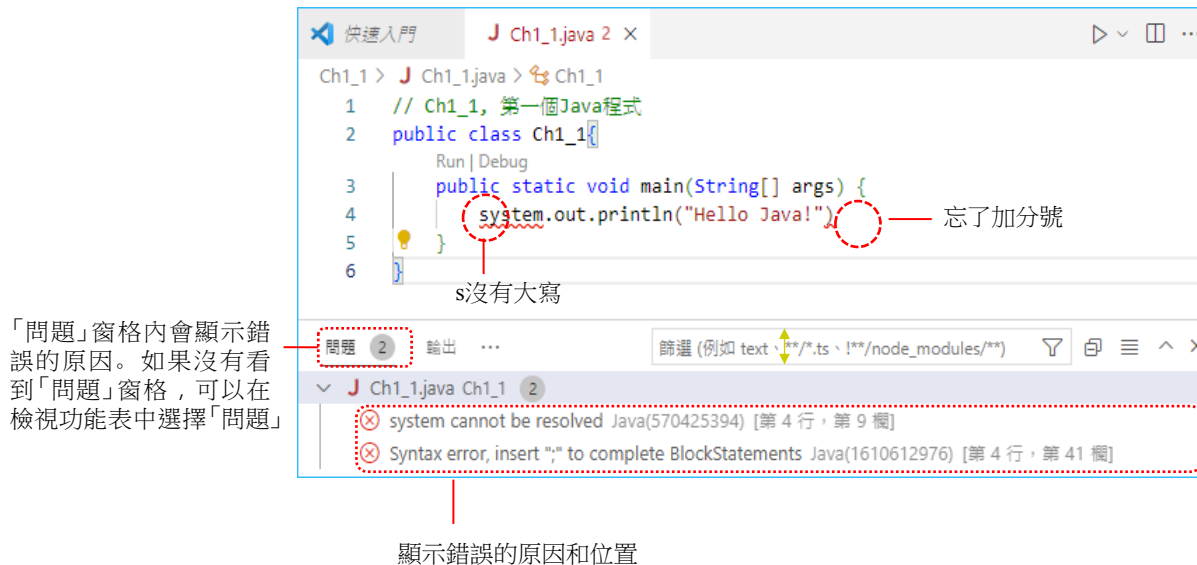 快速入門 J Ch1_1.java 2 ×
Ch1_1 > J Ch1_1.java > Ch1_1
1 // Ch1_1, 第一個Java程式
2 public class Ch1_1{
Run | Debug
3 public static void main(String[] args) {
4 system.out.println("Hello Java!")
忘了加分號
5 }
6 }
s沒有大寫
「問題」窗格內會顯示錯
誤的原因。如果沒有看
到「問題」窗格,可以在
檢視功能表中選擇「問題」
問題 2 輸出 ··· 篩選 (例如 text、**/*.ts、!**/node_modules/**)
J Ch1_1.java Ch1_1 2
system cannot be resolved Java(570425394) [第 4 行,第 9 欄]
Syntax error, insert ";" to complete BlockStatements Java(1610612976) [第 4 行,第 41 欄]
顯示錯誤的原因和位置